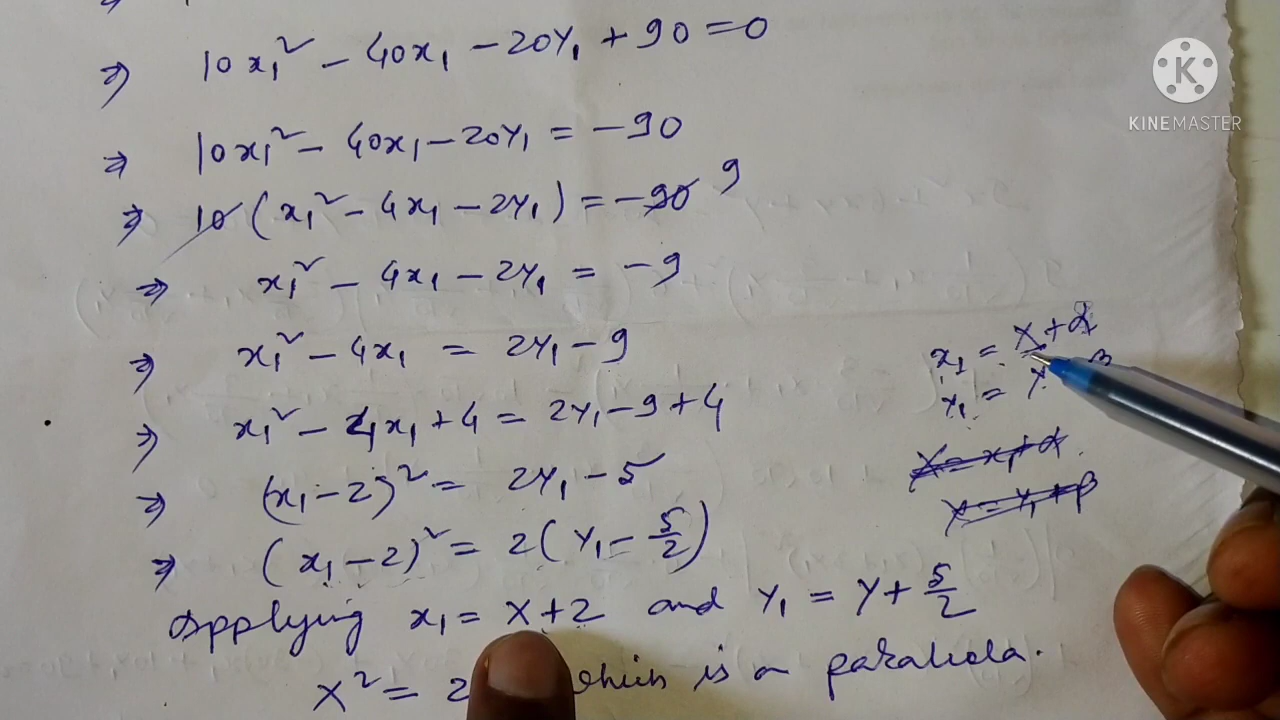 ⇒ 10x₁² - 40x₁ - 20y₁ + 90 = 0
⇒ 10x₁² - 40x₁ - 20y₁ = -90
⇒ 10 (x₁² - 4x₁ - 2y₁) = -90 9
⇒ x₁² - 4x₁ - 2y₁ = -9
⇒ x₁² - 4x₁ = 2y₁ - 9
⇒ x₁² - 4x₁ + 4 = 2y₁ - 9 + 4
⇒ (x₁ - 2)² = 2y₁ - 5
⇒ (x₁ - 2)² = 2(y₁ - 5/2)
Applying x₁ = X + 2 and y₁ = Y + 5/2
X² = 2 which is a parabola.
x₁ = X + α
y₁ = Y β
X = x₁ + α
Y = y₁ + β
KINEMASTER